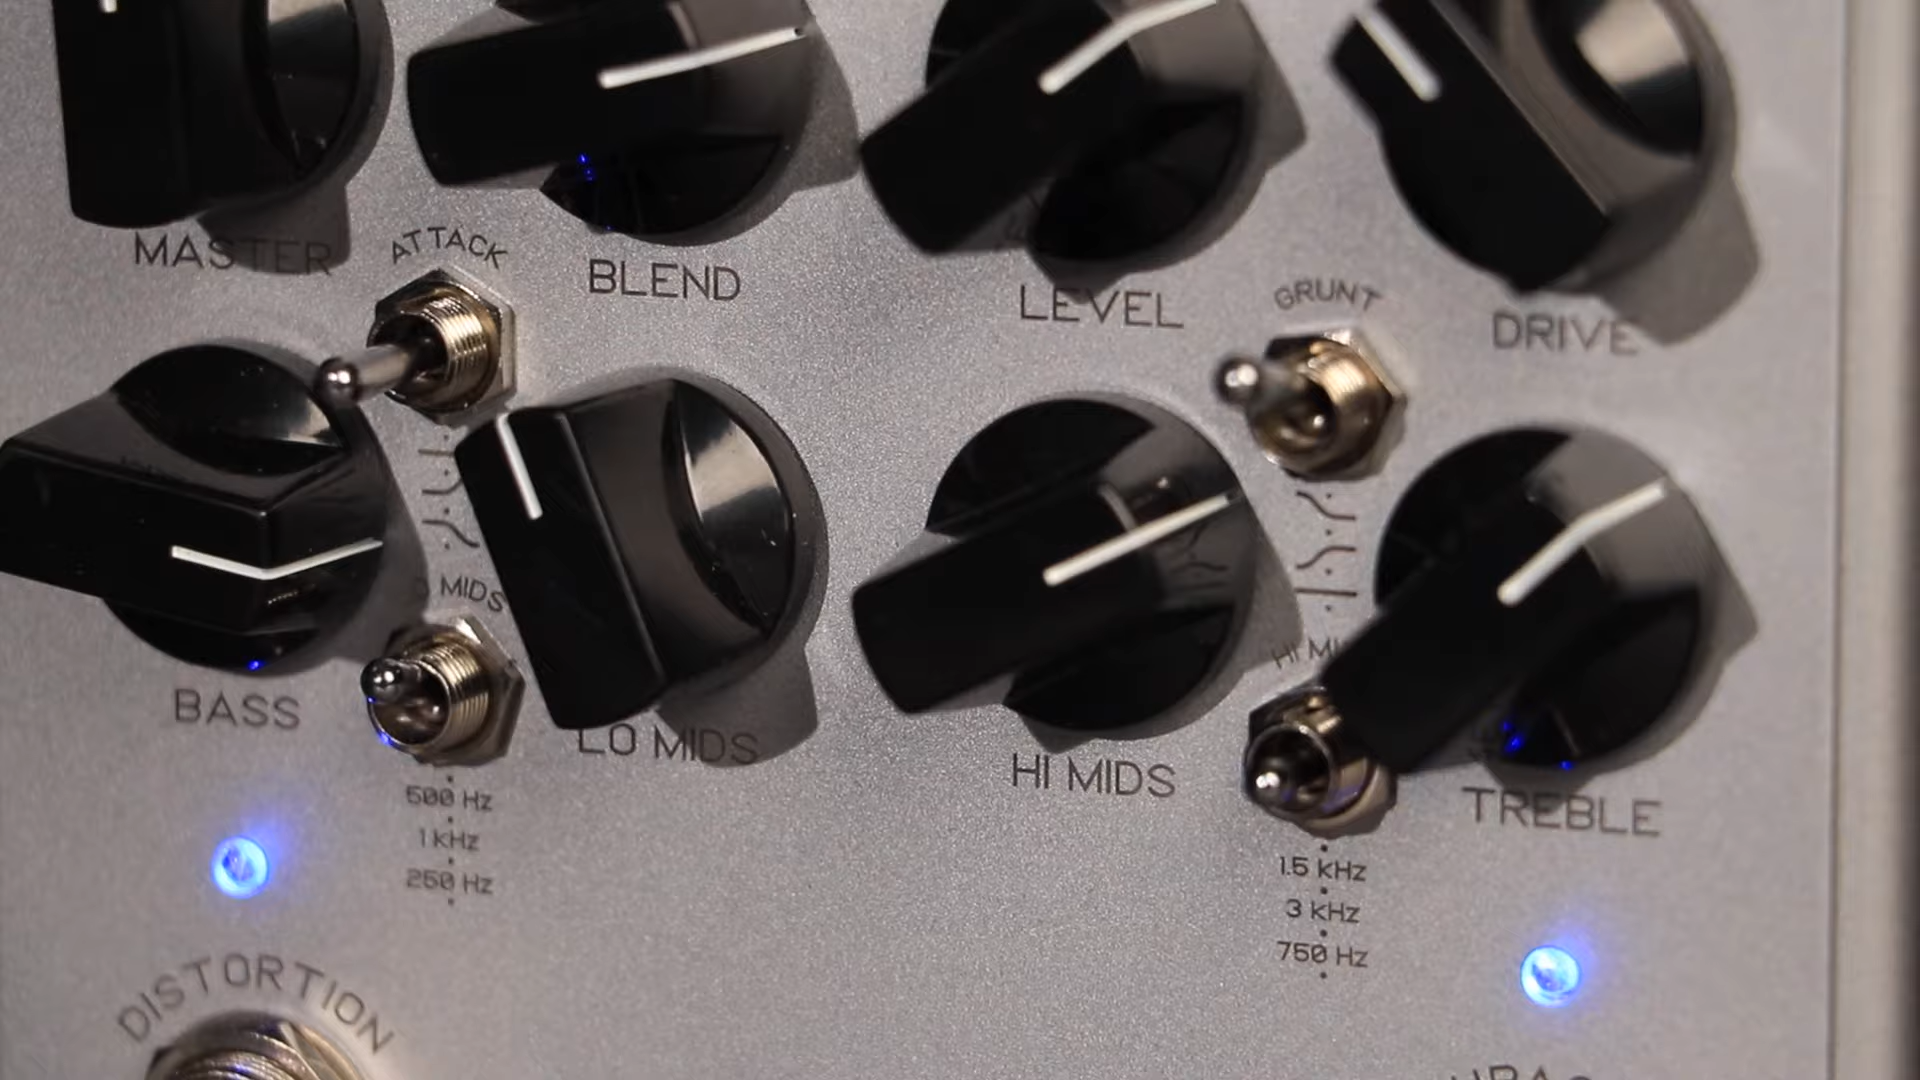 MASTER
ATTACK
BLEND
LEVEL
GRUNT
DRIVE
MIDS
BASS
LO MIDS
HI MIDS
TREBLE
500 Hz
1 kHz
250 Hz
1.5 kHz
3 kHz
750 Hz
DISTORTION